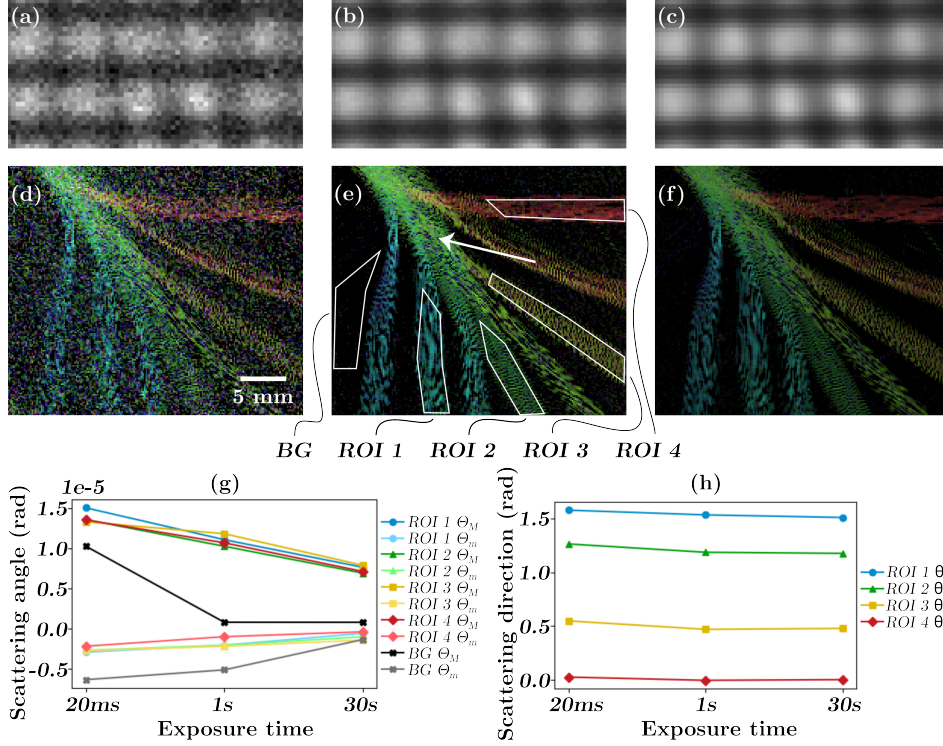 (a) (b) (c)
(d) (e) (f)
5 mm
BG ROI 1 ROI 2 ROI 3 ROI 4
(g)
1e-5
Scattering angle (rad)
1.5
1.0
0.5
0.0
-0.5
20ms 1s 30s
Exposure time
ROI 1 Θ_M
ROI 1 Θ_m
ROI 2 Θ_M
ROI 2 Θ_m
ROI 3 Θ_M
ROI 3 Θ_m
ROI 4 Θ_M
ROI 4 Θ_m
BG Θ_M
BG Θ_m
(h)
Scattering direction (rad)
1.5
1.0
0.5
0.0
20ms 1s 30s
Exposure time
ROI 1 θ
ROI 2 θ
ROI 3 θ
ROI 4 θ